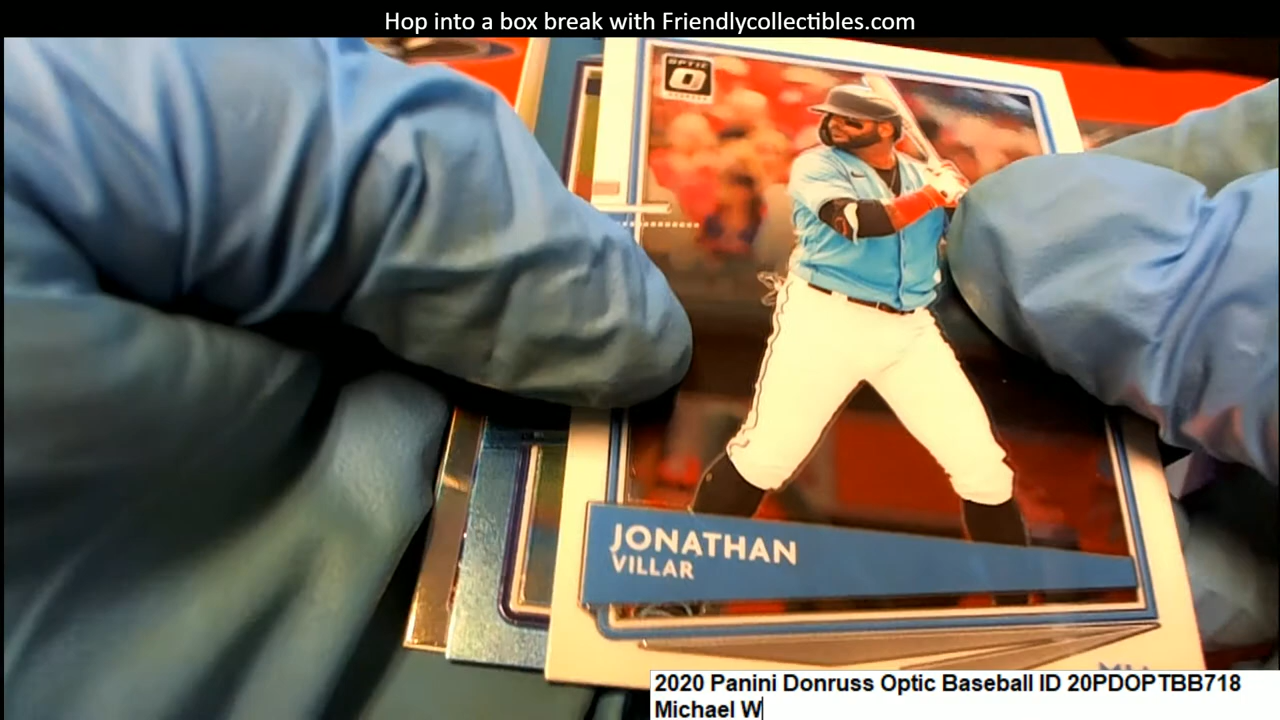 Hop into a box break with Friendlycollectibles.com
OPTIC
JONATHAN
VILLAR
2020 Panini Donruss Optic Baseball ID 20PDOPTBB718
Michael W